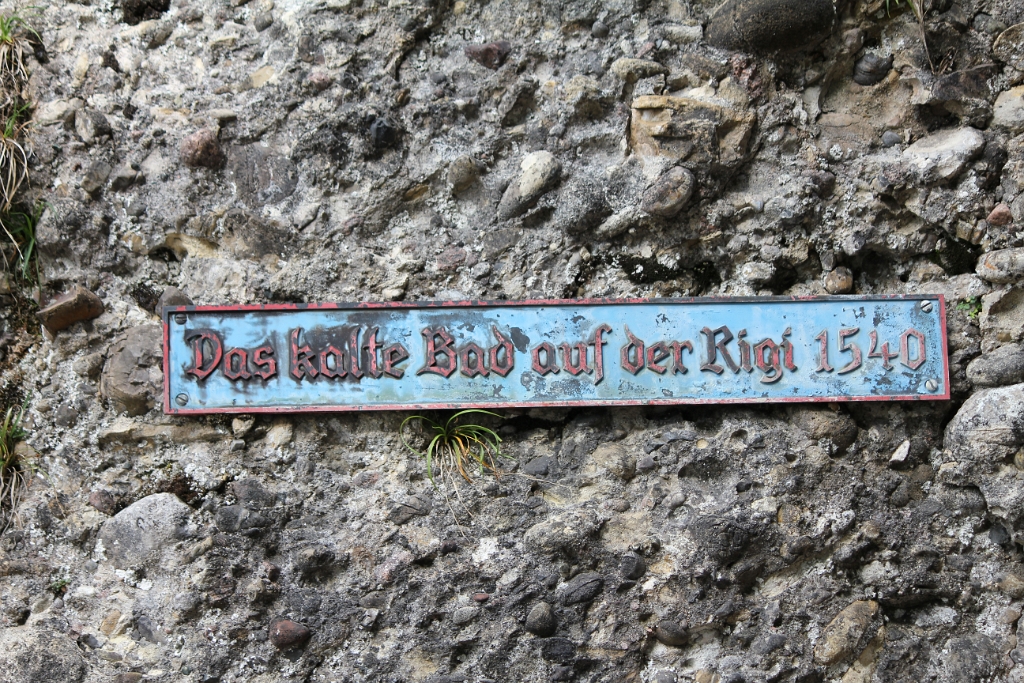 Das kalte Bad auf der Rigi 1540